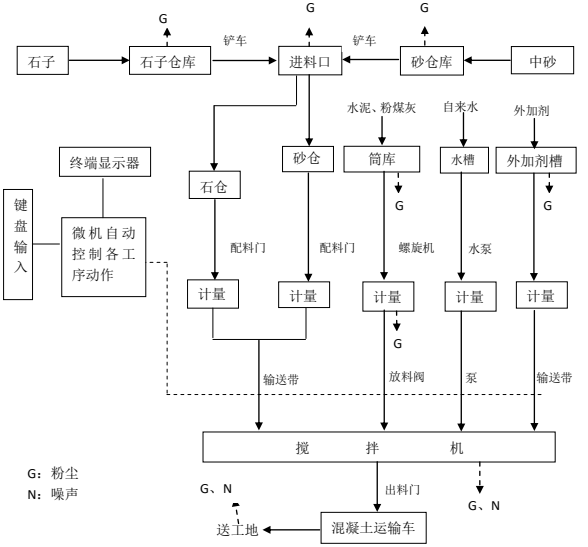 G
G
G
铲车
铲车
石子
石子仓库
进料口
砂仓库
中砂
水泥、粉煤灰
自来水
外加剂
终端显示器
砂仓
筒库
水槽
外加剂槽
石仓
G
G
键盘输入
微机自动
控制各工
序动作
配料门
配料门
螺旋机
水泵
计量
计量
计量
计量
计量
G
输送带
放料阀
泵
输送带
搅 拌 机
G：粉尘
N：噪声
G、N
出料门
G、N
送工地
混凝土运输车